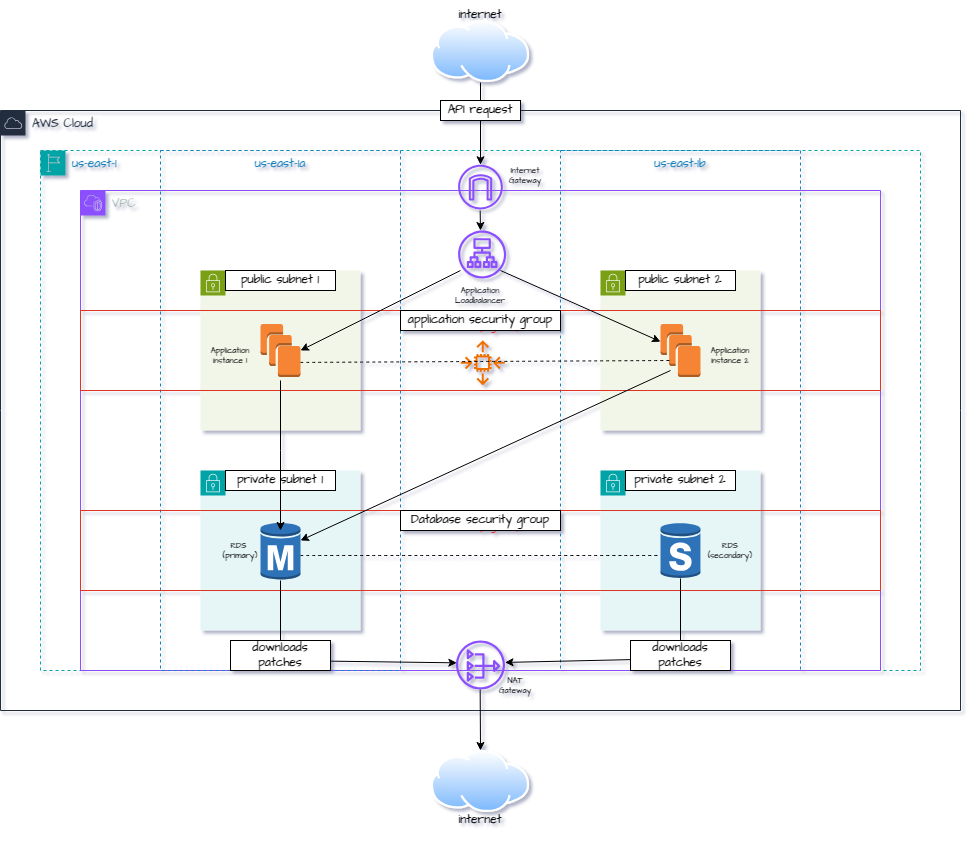 internet
API request
AWS Cloud
us-east-1
us-east-1a
us-east-1b
Internet
Gateway
VPC
public subnet 1
public subnet 2
Application
Loadbalancer
application security group
Application
instance 1
Application
instance 2
private subnet 1
private subnet 2
Database security group
RDS
(primary)
M
S
RDS
(secondary)
downloads
patches
downloads
patches
NAT
Gateway
internet